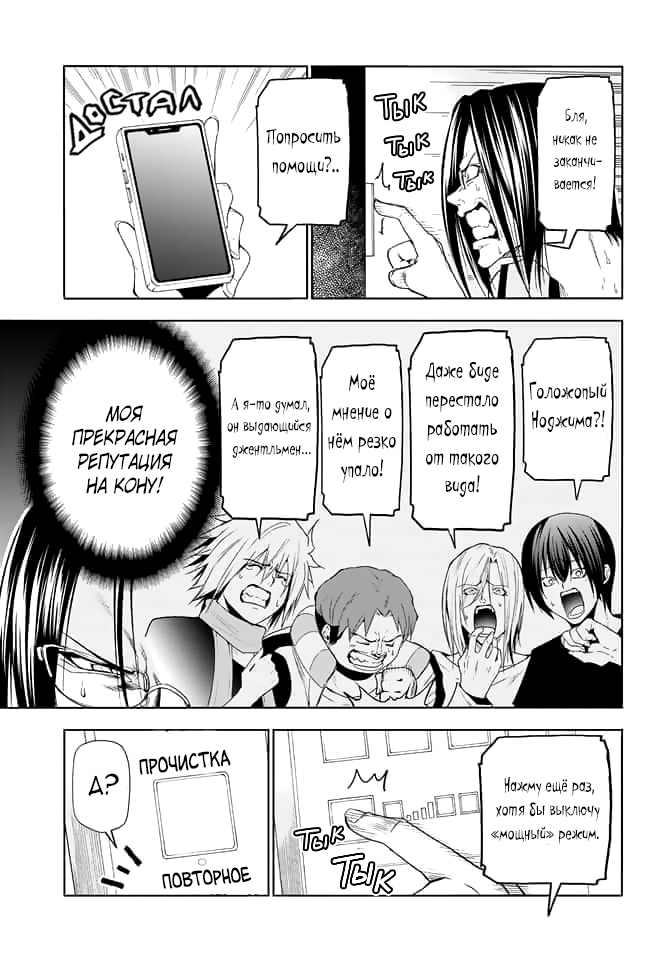 Бля,
никак не
заканчи-
вается!
Тык
Тык
Тык
Попросить
помощи?..
ДОСТАЛ
Голожопый
Ноджима?!
Даже биде
перестало
работать
от такого
вида!
Моё
мнение о
нём резко
упало!
А я-то думал,
он выдающийся
джентльмен...
МОЯ
ПРЕКРАСНАЯ
РЕПУТАЦИЯ
НА КОНУ!
Нажму ещё раз,
хотя бы выключу
«мощный» режим.
Тык
Тык
ПРОЧИСТКА
А?
ПОВТОРНОЕ